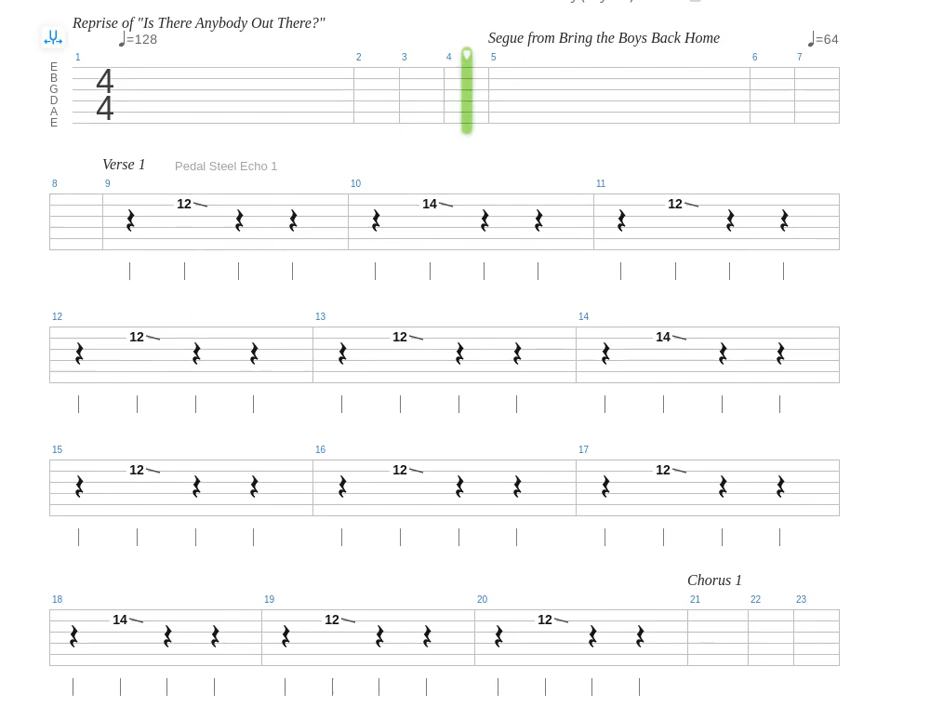 Reprise of "Is There Anybody Out There?"
=128
Segue from Bring the Boys Back Home
=64
1 2 3 4 5 6 7
E
B
G
D
A
E
4
4
Verse 1 Pedal Steel Echo 1
8 9 10 11
12 14 12
12 13 14
12 12 14
15 16 17
12 12 12
Chorus 1
18 19 20 21 22 23
14 12 12